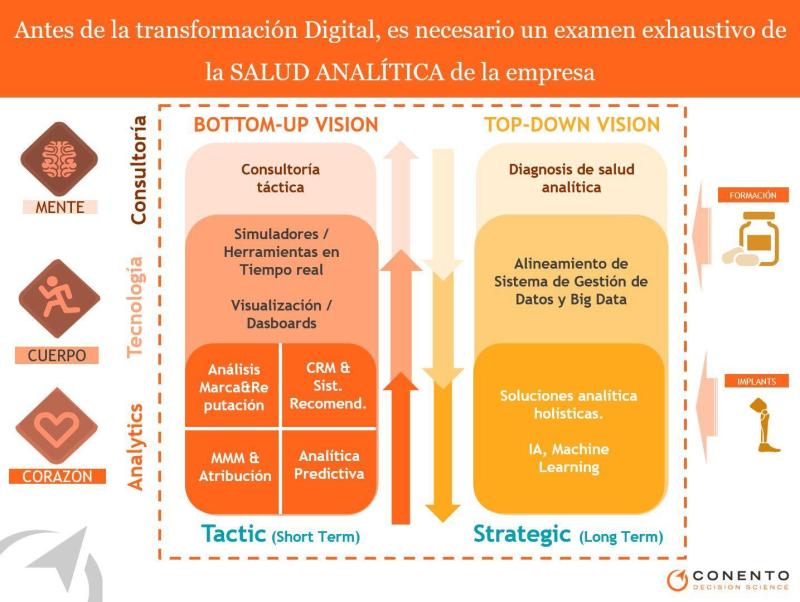 Antes de la transformación Digital, es necesario un examen exhaustivo de
la SALUD ANALÍTICA de la empresa
MENTE
CUERPO
CORAZÓN
Consultoría
Tecnología
Analytics
BOTTOM-UP VISION
Consultoría
táctica
Simuladores /
Herramientas en
Tiempo real
Visualización /
Dasboards
Análisis
Marca&Re
putación
CRM &
Sist.
Recomend.
MMM &
Atribución
Analítica
Predictiva
Tactic (Short Term)
TOP-DOWN VISION
Diagnosis de salud
analítica
Alineamiento de
Sistema de Gestión de
Datos y Big Data
Soluciones analítica
holísticas.
IA, Machine
Learning
Strategic (Long Term)
FORMACIÓN
IMPLANTS
CONENTO
DECISION SCIENCE